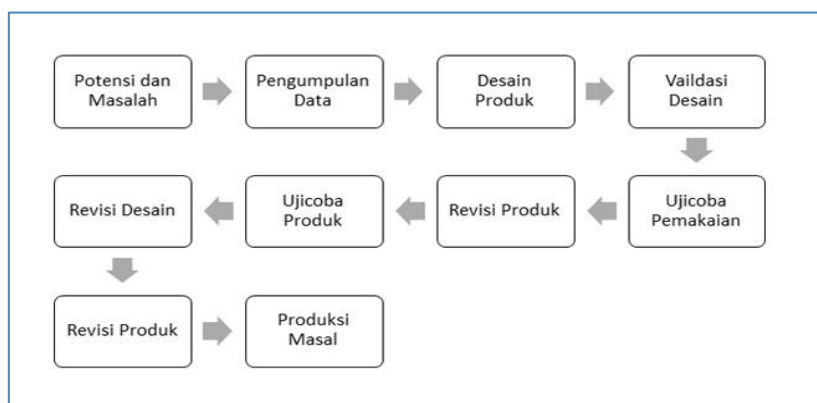 Potensi dan
Masalah
Pengumpulan
Data
Desain
Produk
Vaildasi
Desain
Ujicoba
Pemakaian
Revisi Produk
Ujicoba
Produk
Revisi Desain
Revisi Produk
Produksi
Masal